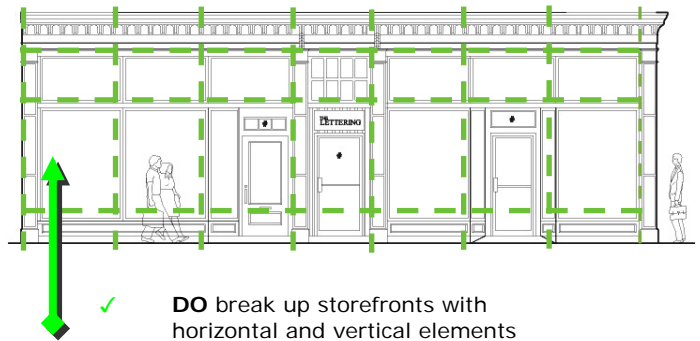 LETTERING
✓ DO break up storefronts with
horizontal and vertical elements